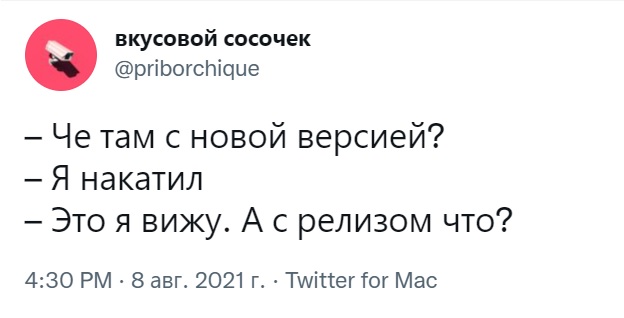 вкусовой сосочек
@priborchique
– Че там с новой версией?
– Я накатил
– Это я вижу. А с релизом что?
4:30 PM · 8 авг. 2021 г. · Twitter for Mac